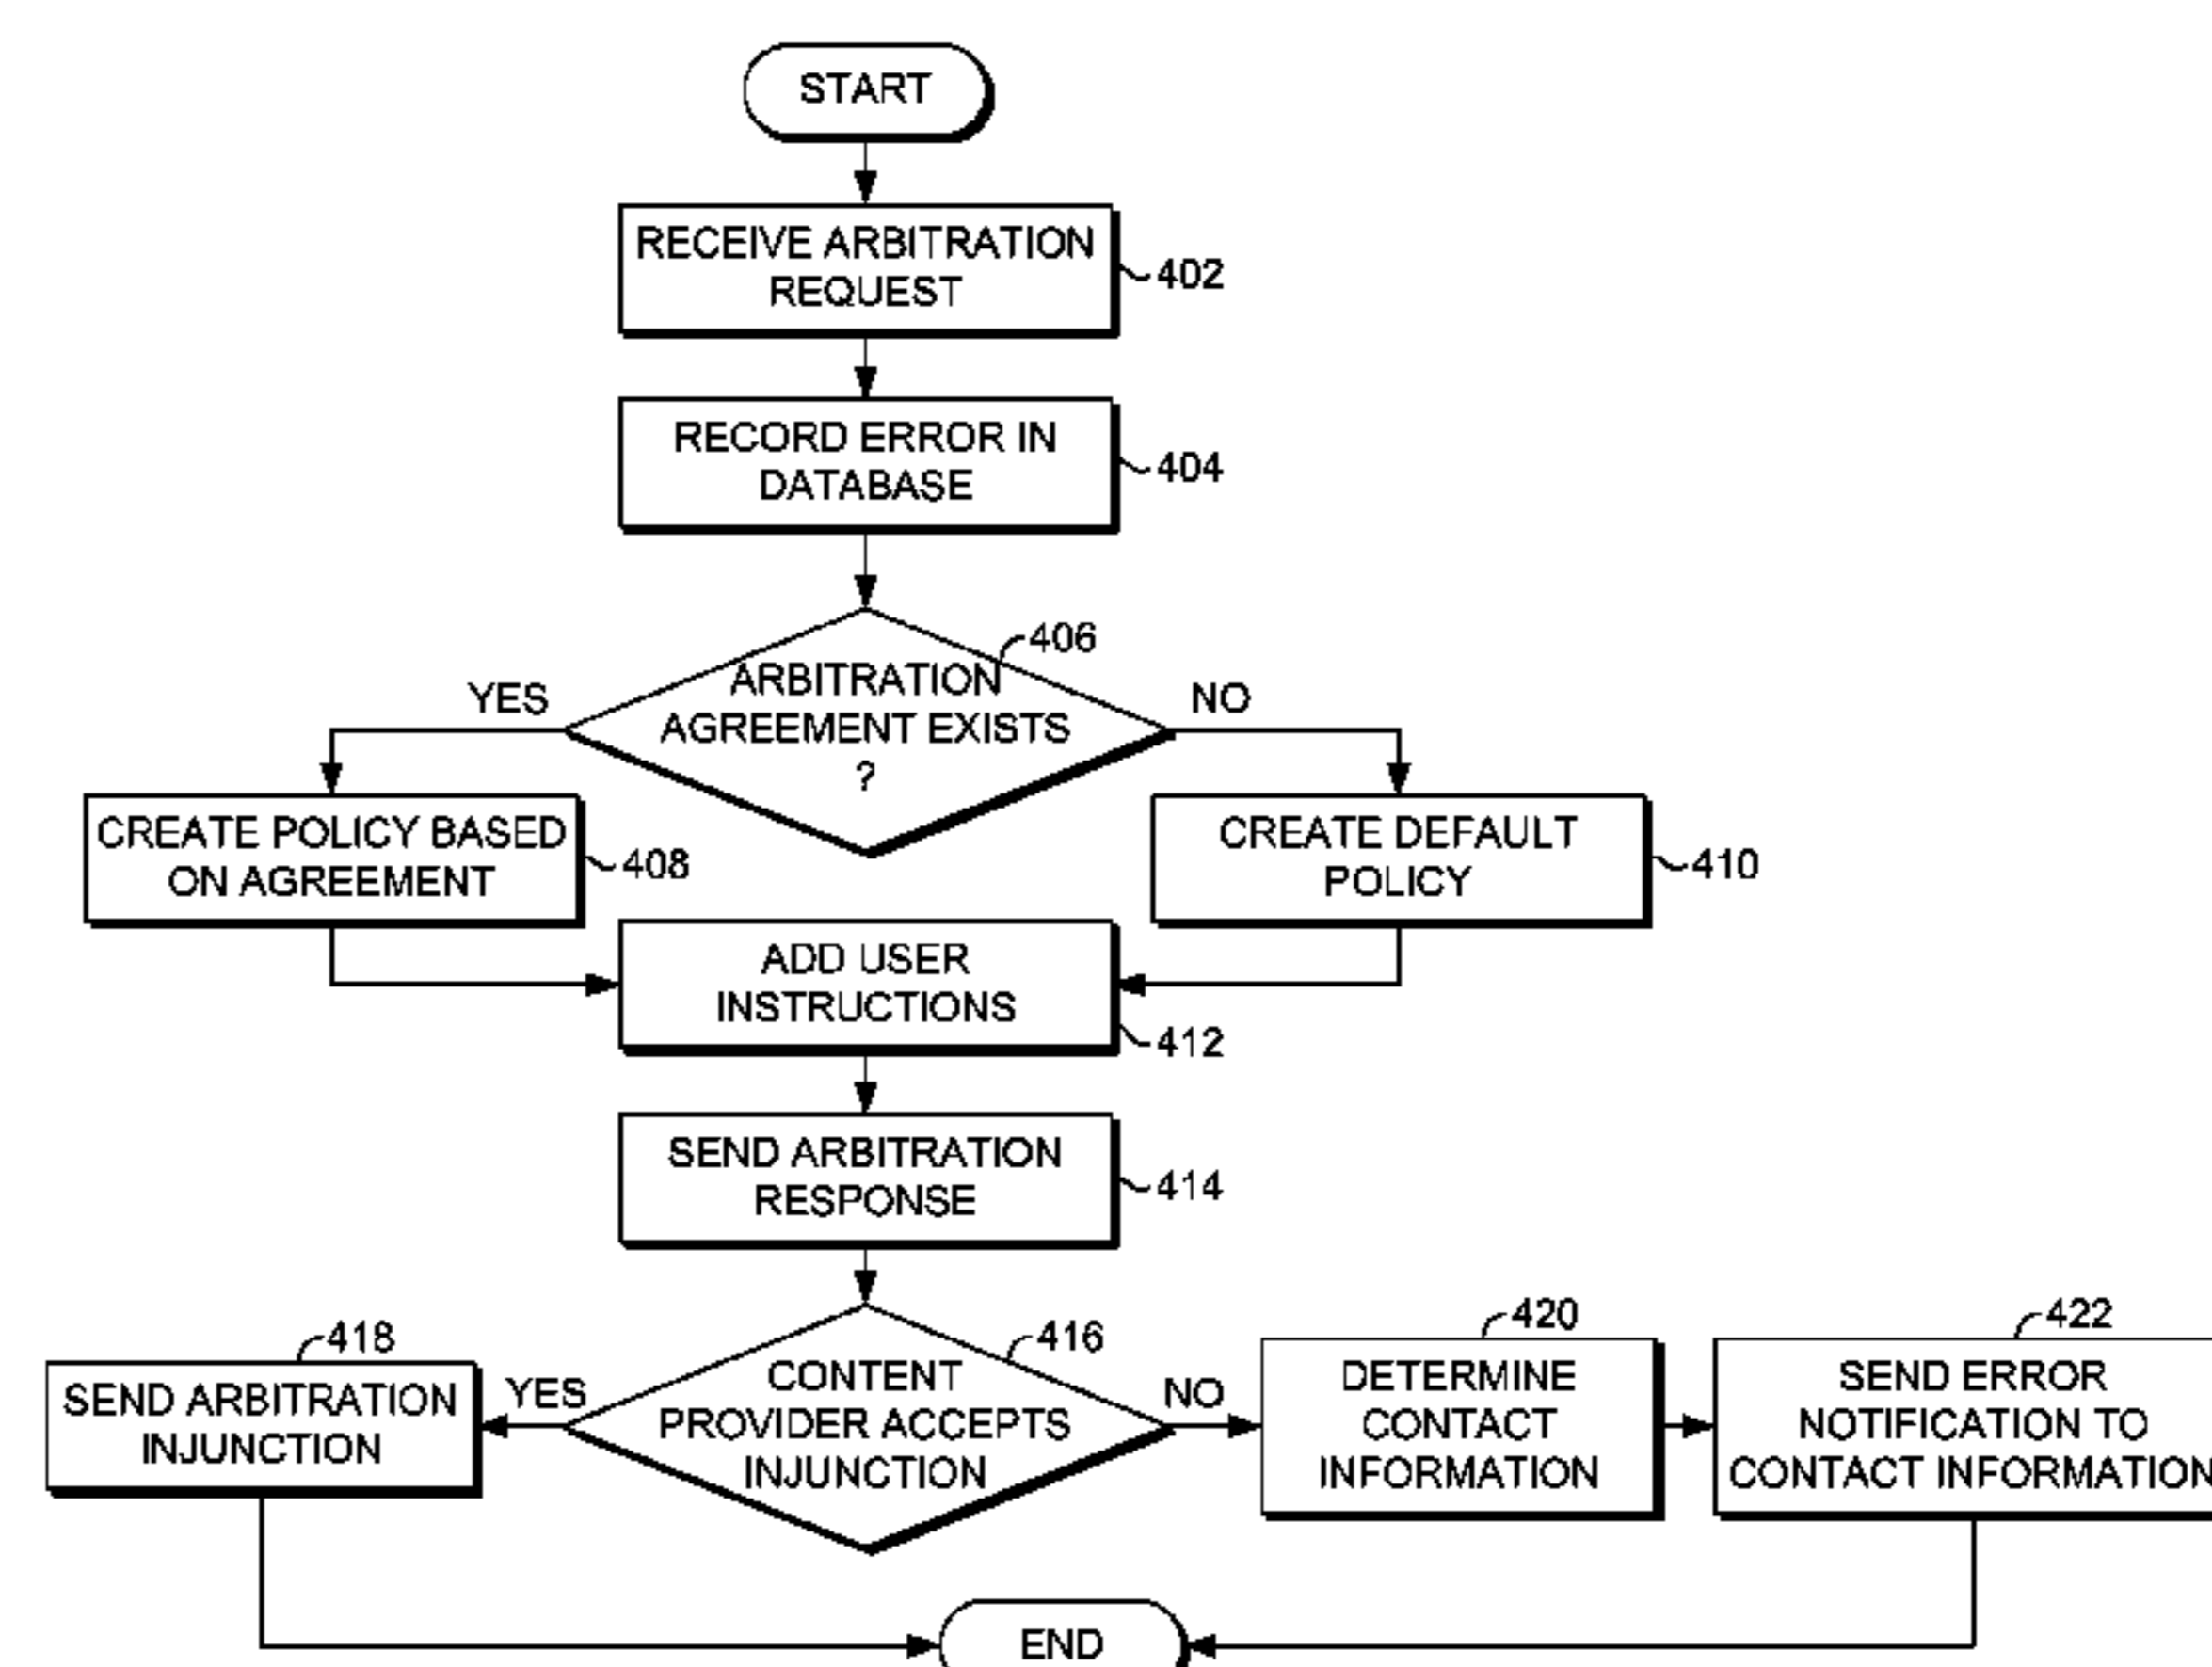 START
RECEIVE ARBITRATION
REQUEST
402
RECORD ERROR IN
DATABASE
404
406
ARBITRATION
AGREEMENT EXISTS
?
YES
NO
CREATE POLICY BASED
ON AGREEMENT
408
CREATE DEFAULT
POLICY
410
ADD USER
INSTRUCTIONS
412
SEND ARBITRATION
RESPONSE
414
416
CONTENT
PROVIDER ACCEPTS
INJUNCTION
YES
NO
418
SEND ARBITRATION
INJUNCTION
420
DETERMINE
CONTACT
INFORMATION
422
SEND ERROR
NOTIFICATION TO
CONTACT INFORMATION
END